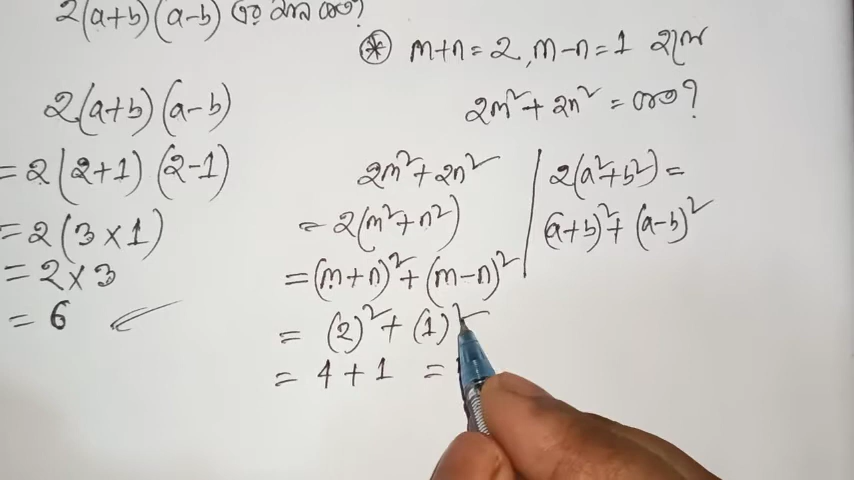 2(a+b)(a-b) এর মান কত?
2(a+b)(a-b)
= 2(2+1)(2-1)
= 2(3×1)
= 2×3
= 6
⊛ m+n=2, m-n=1 হলে
2m²+2n² = কত?
2m²+2n²
= 2(m²+n²)
= (m+n)²+(m-n)²
= (2)²+(1)²
= 4+1 =
2(a²+b²) =
(a+b)²+(a-b)²